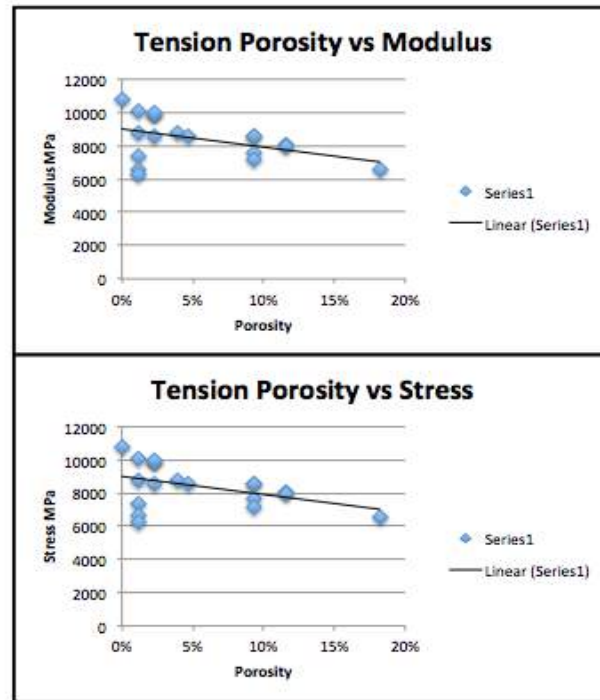 Tension Porosity vs Modulus
12000
10000
8000
6000
4000
2000
0
Modulus MPa
0% 5% 10% 15% 20%
Porosity
Series1
Linear (Series1)
Tension Porosity vs Stress
12000
10000
8000
6000
4000
2000
0
Stress MPa
0% 5% 10% 15% 20%
Porosity
Series1
Linear (Series1)